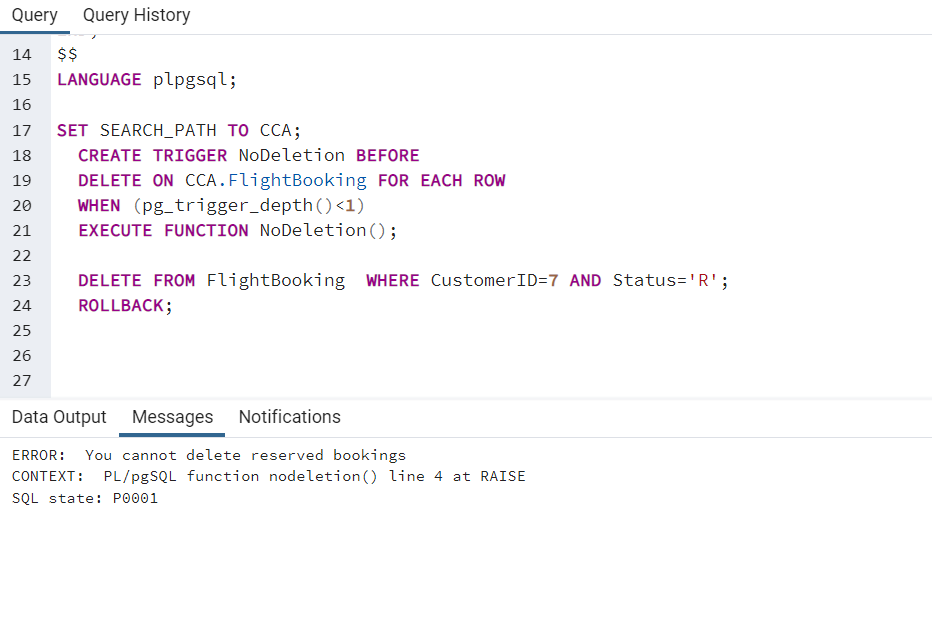 Query Query History
14 $$
15 LANGUAGE plpgsql;
16
17 SET SEARCH_PATH TO CCA;
18 CREATE TRIGGER NoDeletion BEFORE
19 DELETE ON CCA.FlightBooking FOR EACH ROW
20 WHEN (pg_trigger_depth()<1)
21 EXECUTE FUNCTION NoDeletion();
22
23 DELETE FROM FlightBooking  WHERE CustomerID=7 AND Status='R';
24 ROLLBACK;
25
26
27
Data Output Messages Notifications
ERROR:  You cannot delete reserved bookings
CONTEXT:  PL/pgSQL function nodeletion() line 4 at RAISE
SQL state: P0001